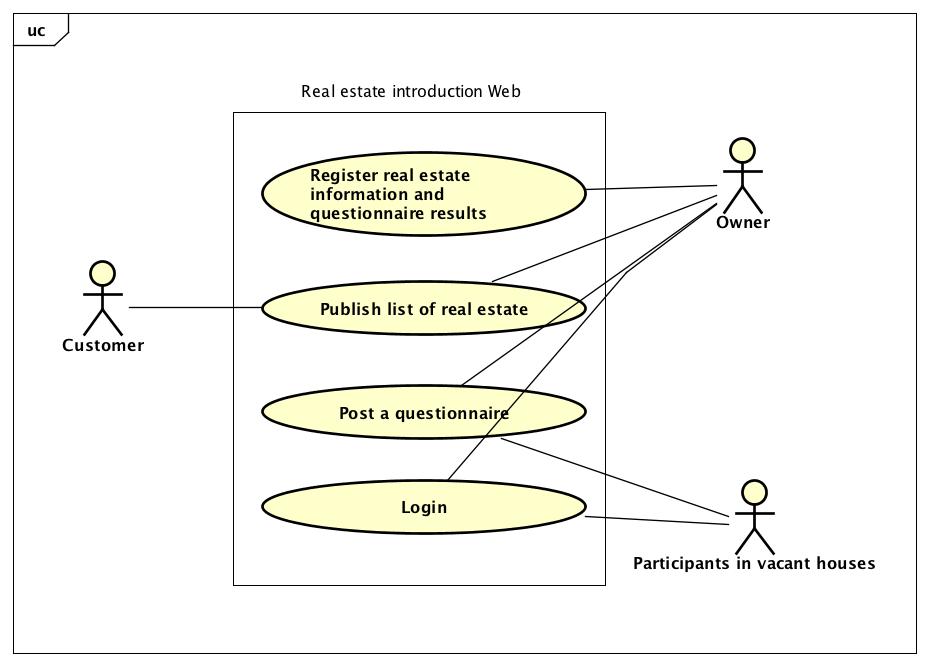 uc
Real estate introduction Web
Register real estate
information and
questionnaire results
Owner
Publish list of real estate
Customer
Post a questionnaire
Login
Participants in vacant houses